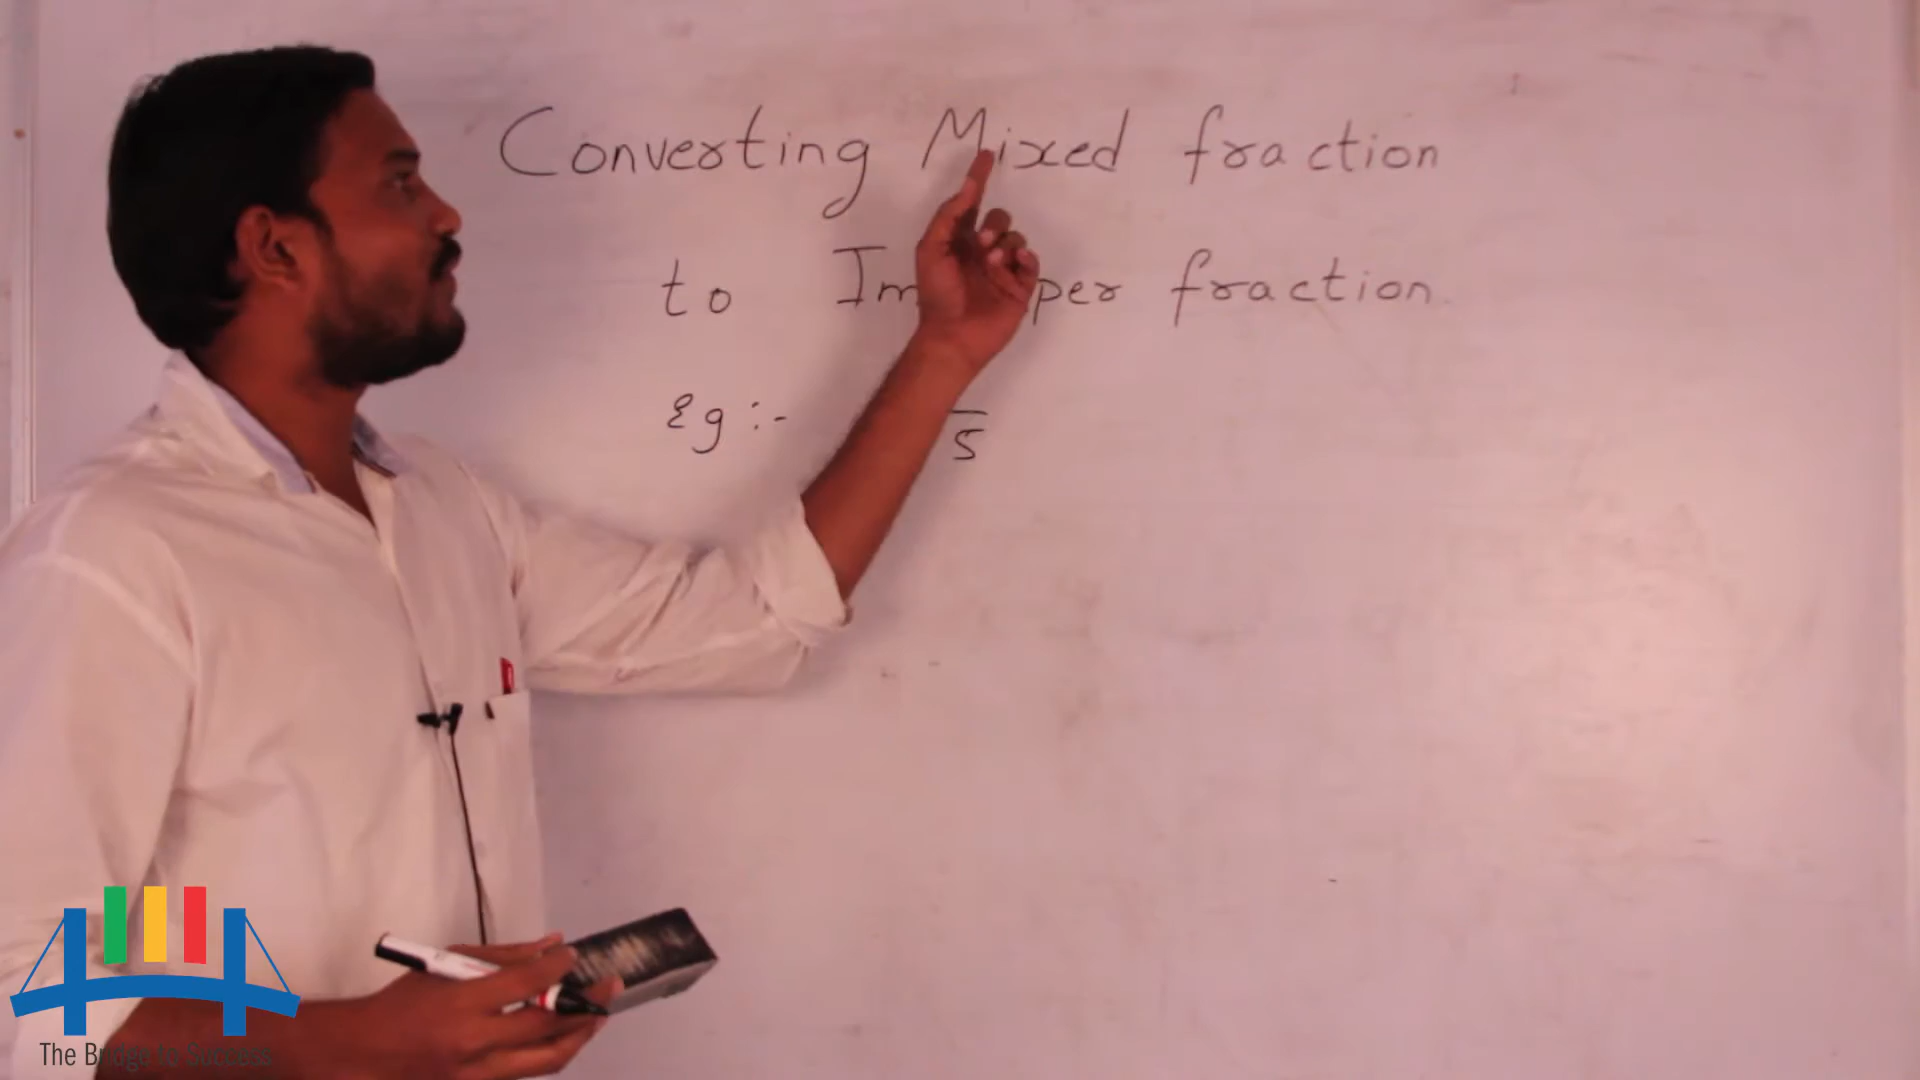 Converting Mixed fraction
to Im per fraction
Eg :- 5
The Bridge to Success